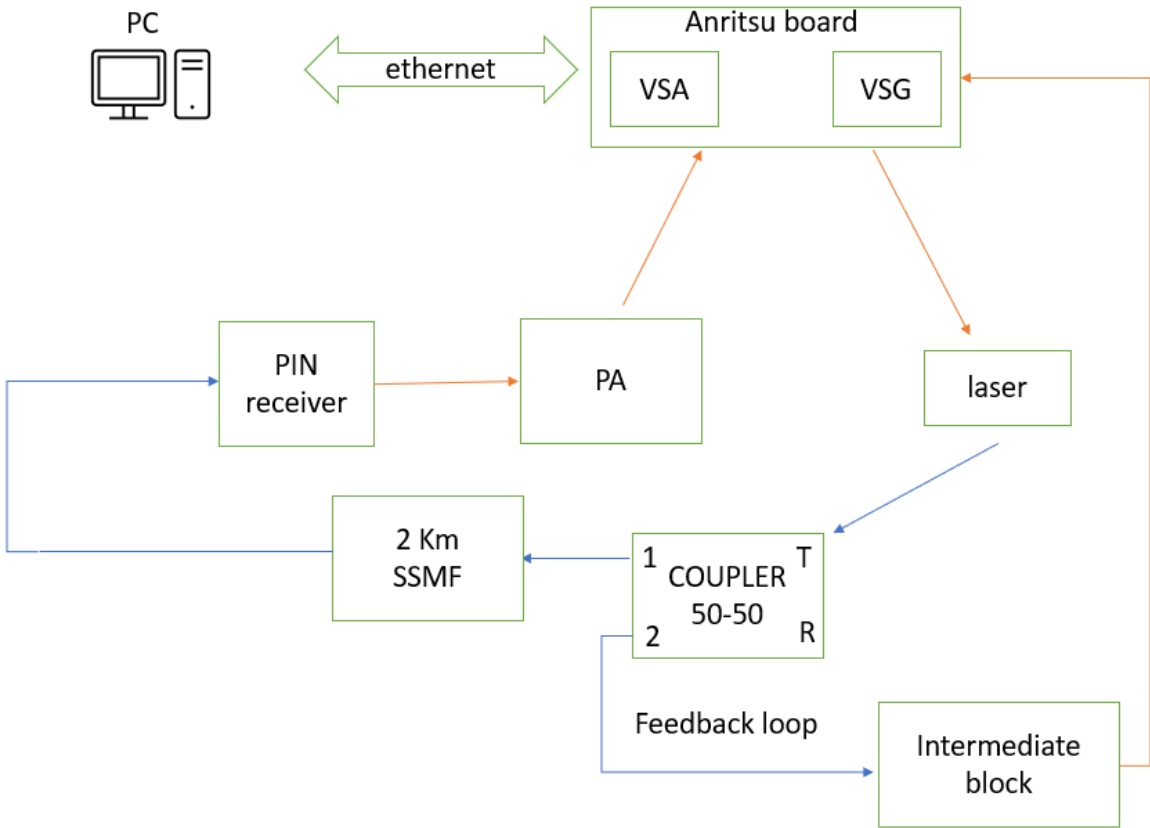 PC
Anritsu board
ethernet
VSA
VSG
PIN
receiver
PA
laser
2 Km
SSMF
1
T
COUPLER
50-50
2
R
Feedback loop
Intermediate
block